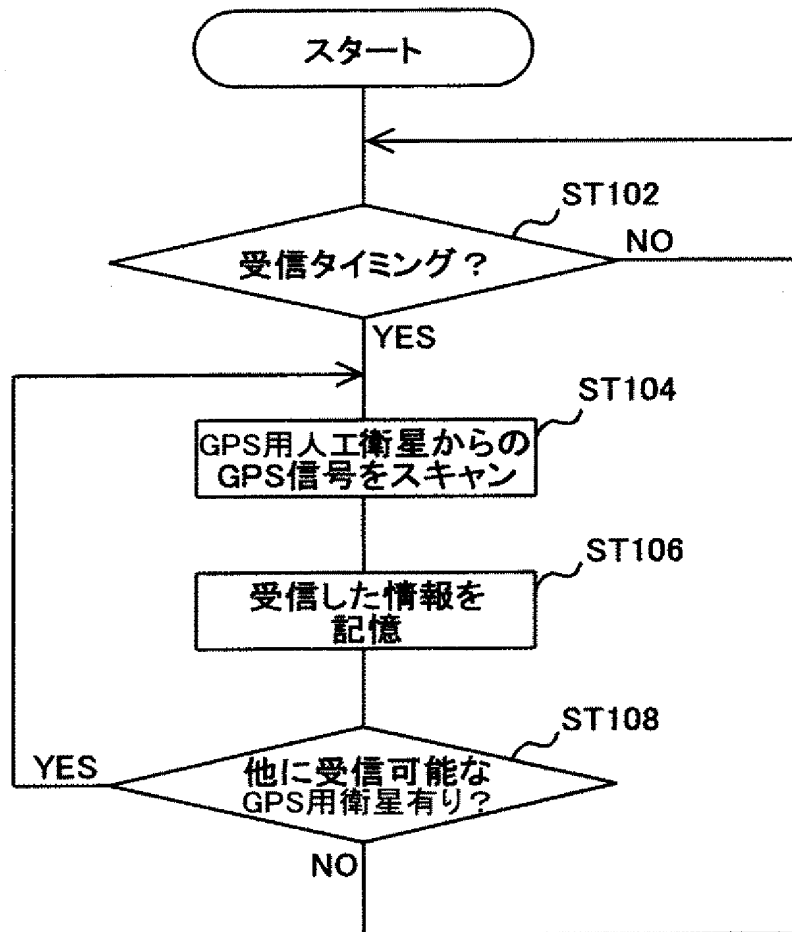 スタート
ST102
受信タイミング？
NO
YES
ST104
GPS用人工衛星からの
GPS信号をスキャン
ST106
受信した情報を
記憶
ST108
YES
他に受信可能な
GPS用衛星有り？
NO